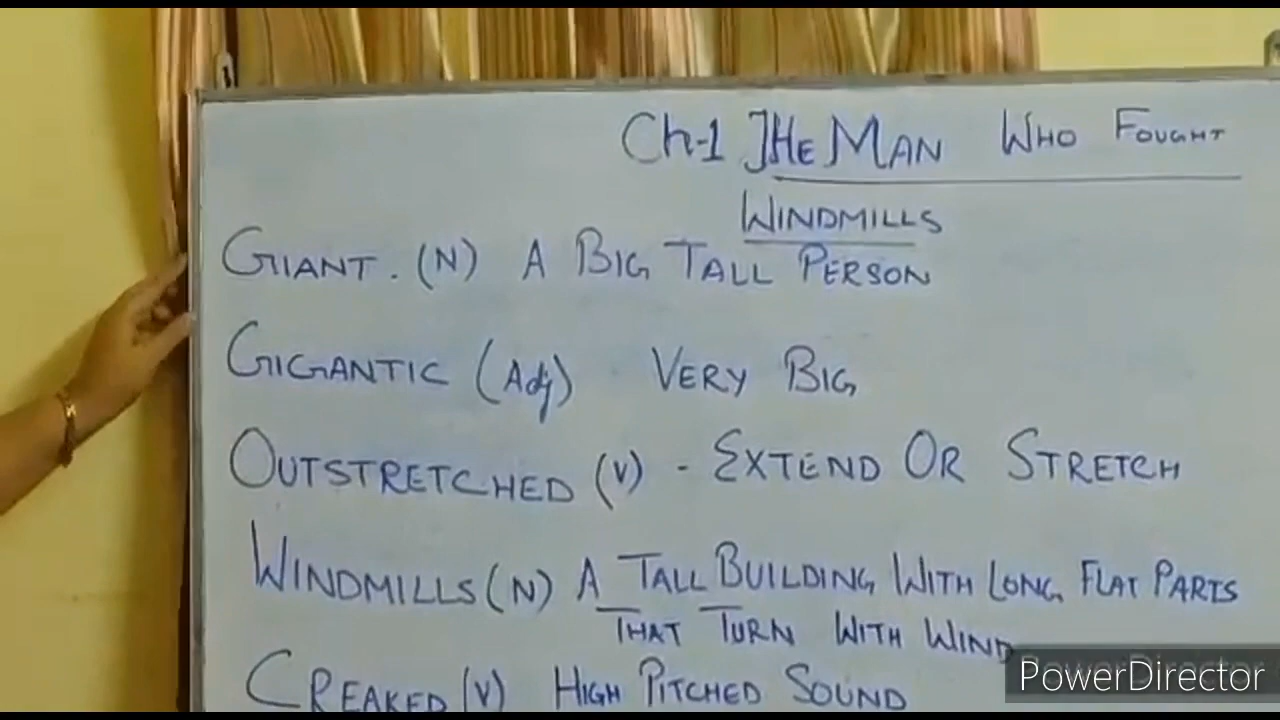 Ch-1 THE MAN WHO FOUGHT
WINDMILLS
GIANT. (N) A BIG TALL PERSON
GIGANTIC (Adj) VERY BIG
OUTSTRETCHED (V) - EXTEND OR STRETCH
WINDMILLS (N) A TALL BUILDING WITH LONG FLAT PARTS
THAT TURN WITH WIND
CREAKED (V) HIGH PITCHED SOUND
PowerDirector